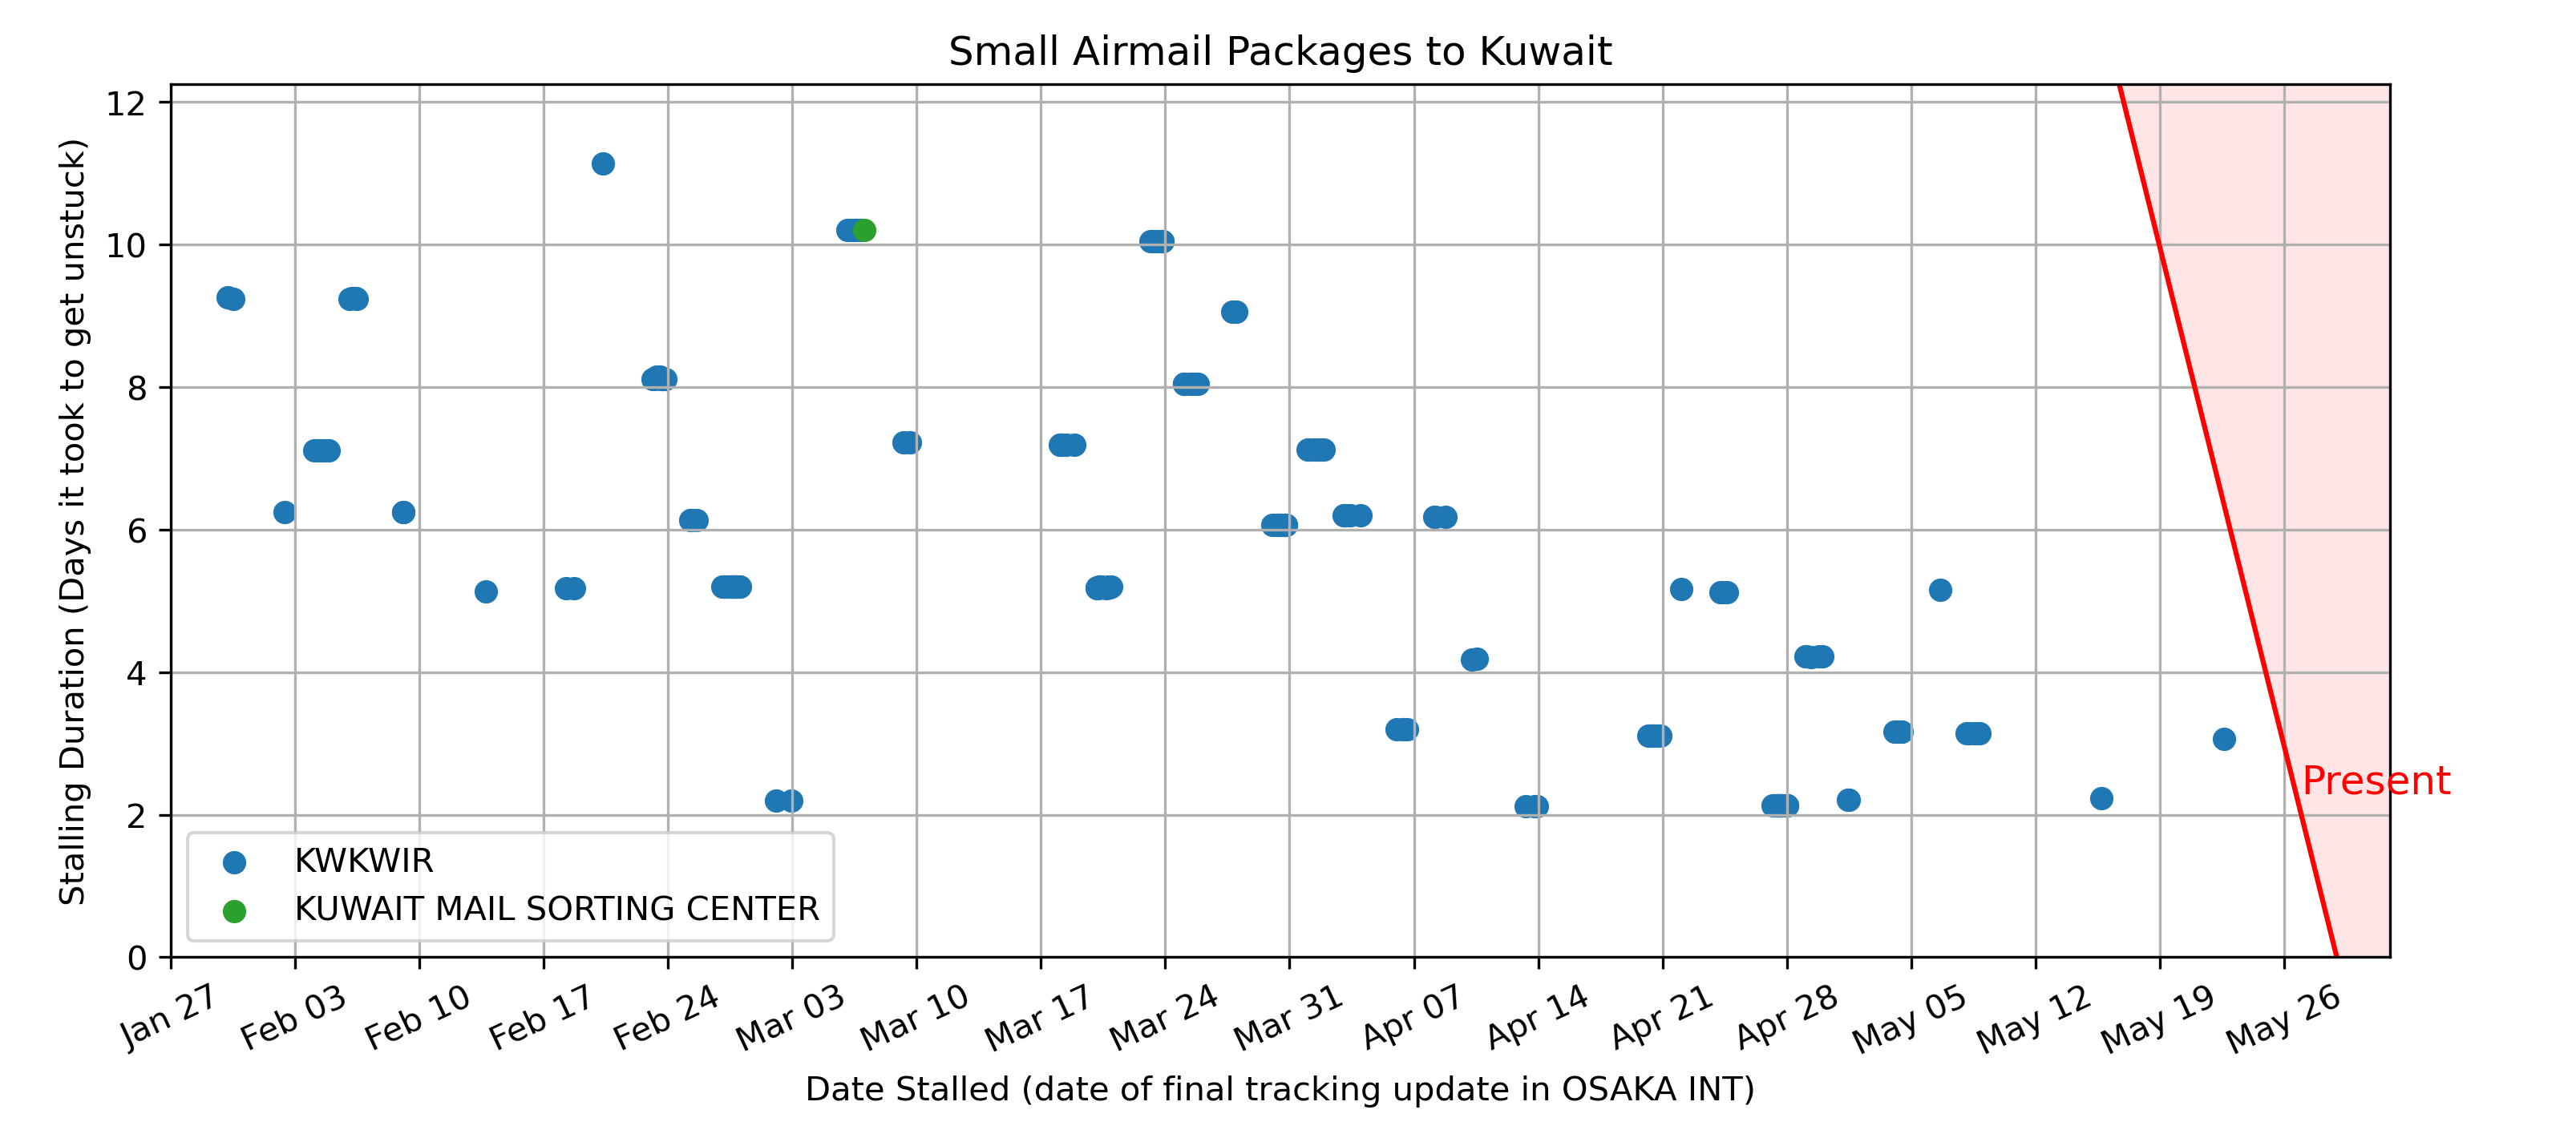 Small Airmail Packages to Kuwait
Stalling Duration (Days it took to get unstuck)
12
10
8
6
4
2
0
Present
KWKWIR
KUWAIT MAIL SORTING CENTER
Jan 27
Feb 03
Feb 10
Feb 17
Feb 24
Mar 03
Mar 10
Mar 17
Mar 24
Mar 31
Apr 07
Apr 14
Apr 21
Apr 28
May 05
May 12
May 19
May 26
Date Stalled (date of final tracking update in OSAKA INT)